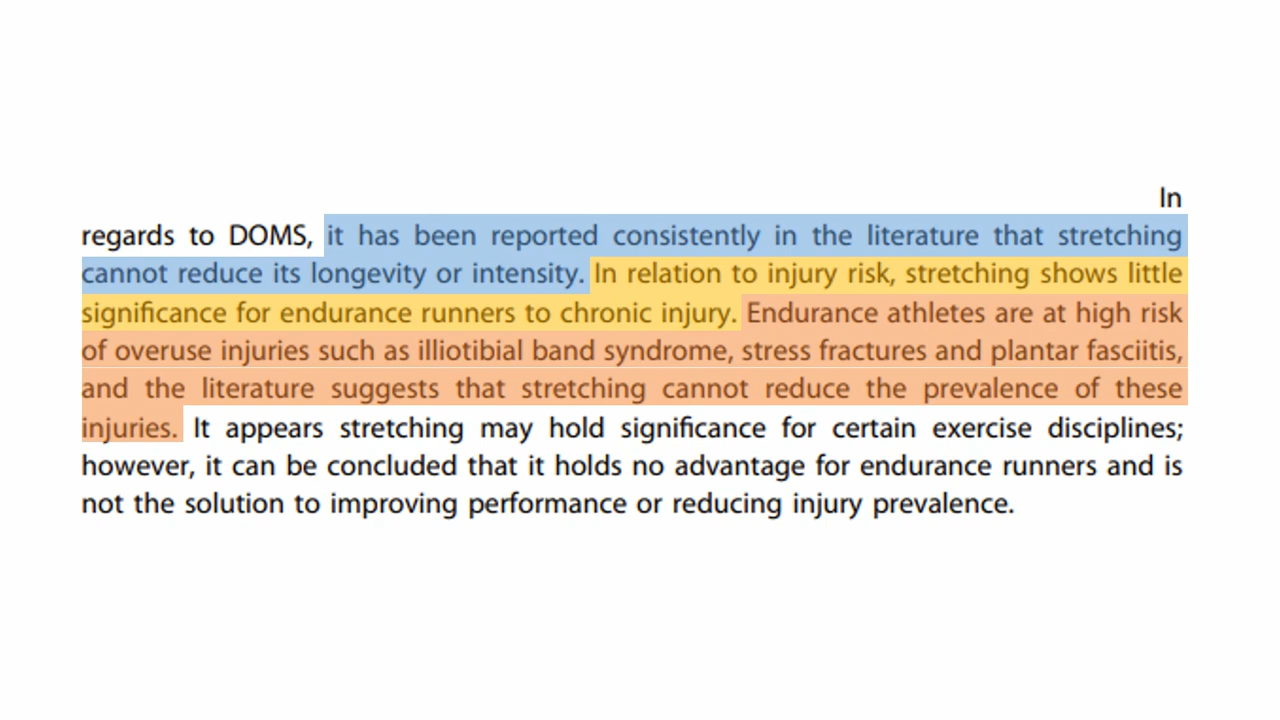 In
regards to DOMS, it has been reported consistently in the literature that stretching
cannot reduce its longevity or intensity. In relation to injury risk, stretching shows little
significance for endurance runners to chronic injury. Endurance athletes are at high risk
of overuse injuries such as illiotibial band syndrome, stress fractures and plantar fasciitis,
and the literature suggests that stretching cannot reduce the prevalence of these
injuries. It appears stretching may hold significance for certain exercise disciplines;
however, it can be concluded that it holds no advantage for endurance runners and is
not the solution to improving performance or reducing injury prevalence.